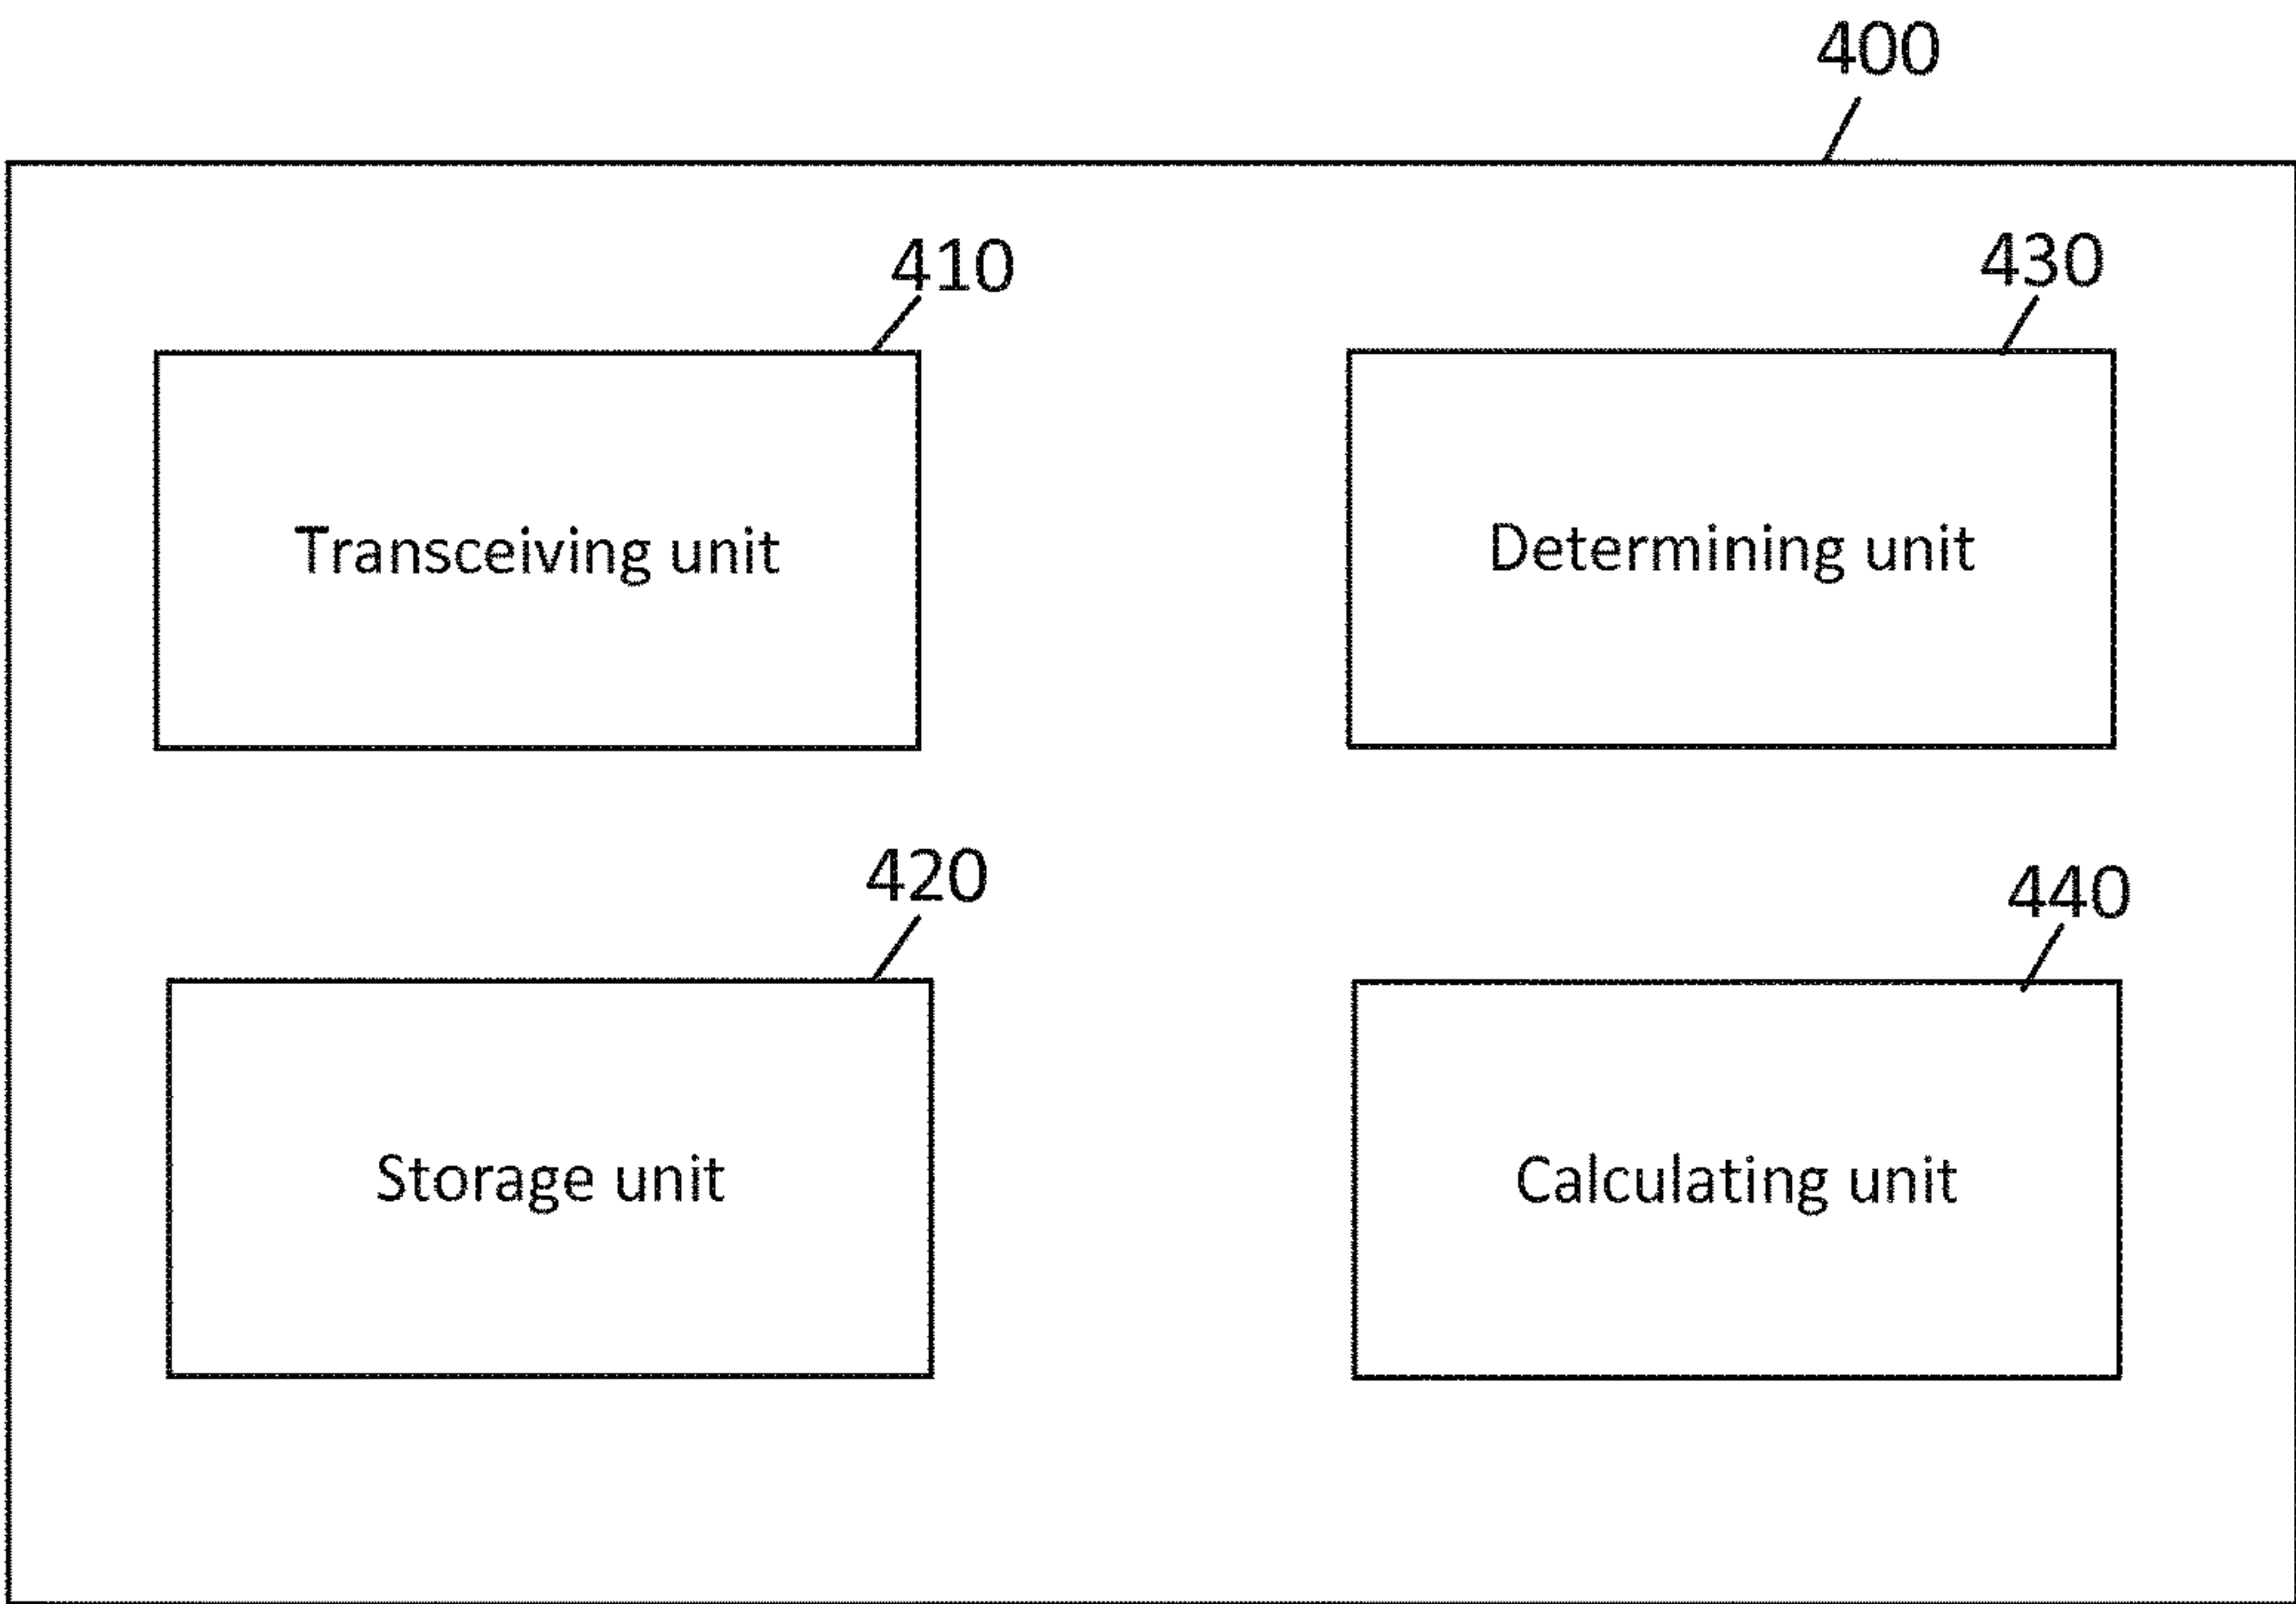 400
410
430
Transceiving unit
Determining unit
420
440
Storage unit
Calculating unit